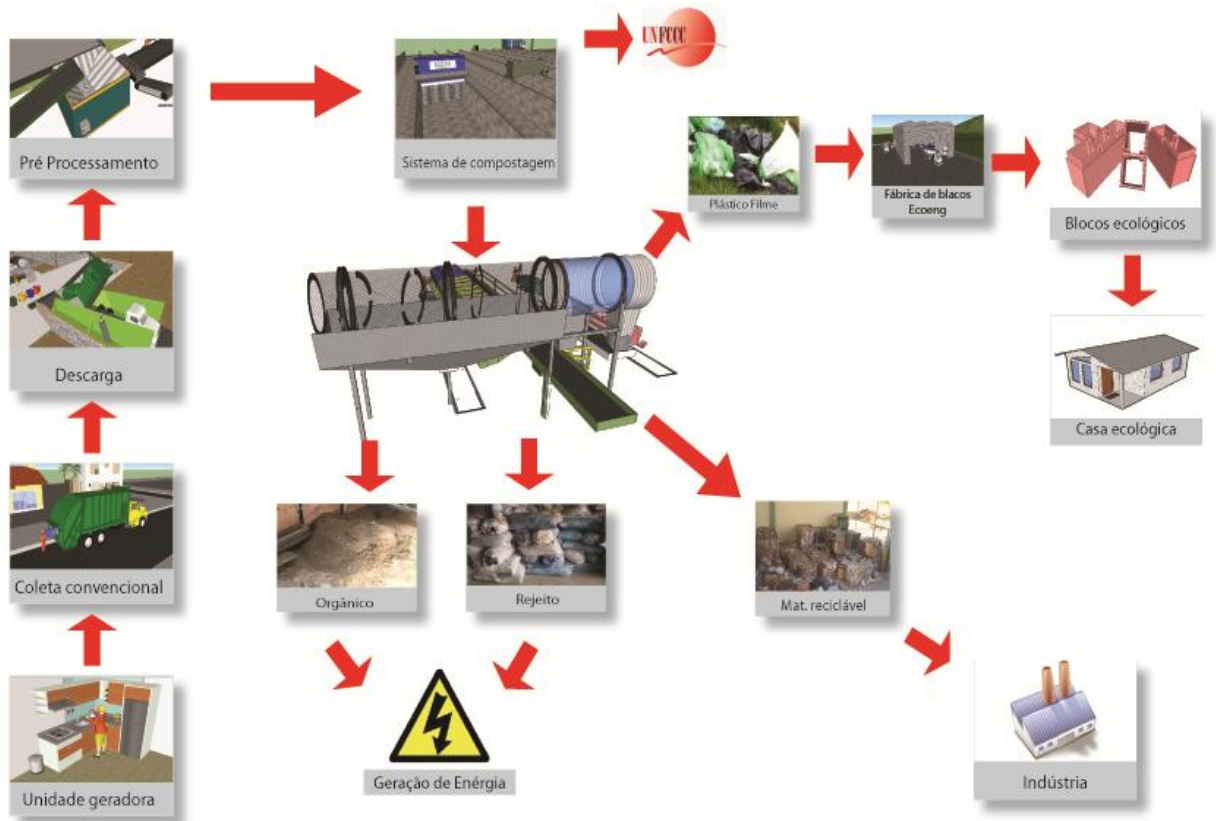 UNFCCC
Pré Processamento
Sistema de compostagem
Plástico Filme
Fábrica de blacos
Ecoeng
Blocos ecológicos
Descarga
Casa ecológica
Coleta convencional
Orgânico
Rejeito
Mat. reciclável
Unidade geradora
Geração de Enérgia
Indústria